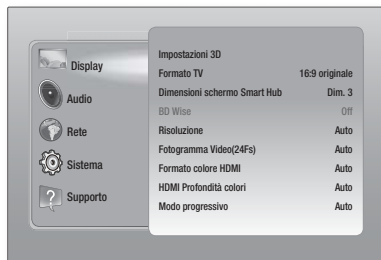 Display
Audio
Rete
Sistema
Supporto
Impostazioni 3D
Formato TV 16:9 originale
Dimensioni schermo Smart Hub Dim. 3
BD Wise Off
Risoluzione Auto
Fotogramma Video(24Fs) Auto
Formato colore HDMI Auto
HDMI Profondità colori Auto
Modo progressivo Auto